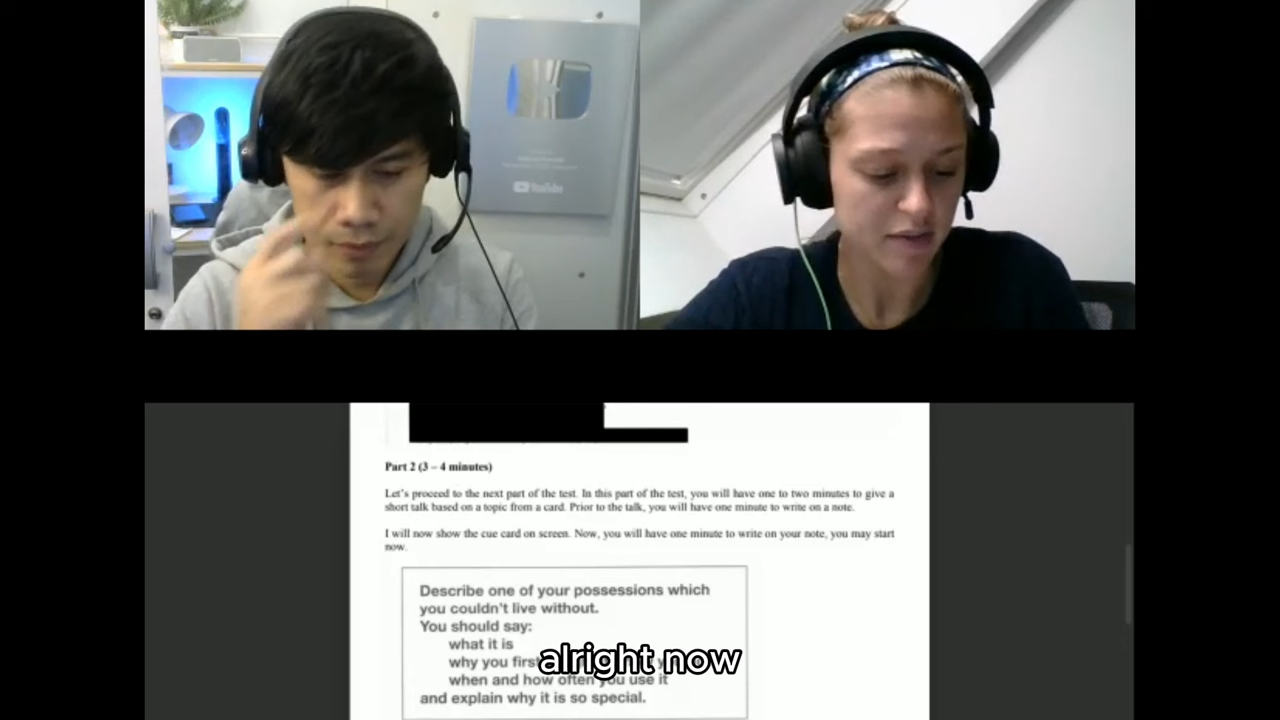 YouTube
Part 2 (3 – 4 minutes)
Let's proceed to the next part of the test. In this part of the test, you will have one to two minutes to give a
short talk based on a topic from a card. Prior to the talk, you will have one minute to write on a note.
I will now show the cue card on screen. Now, you will have one minute to write on your note, you may start
now.
Describe one of your possessions which
you couldn't live without.
You should say:
what it is
why you first
when and how often you use it
and explain why it is so special.
alright now